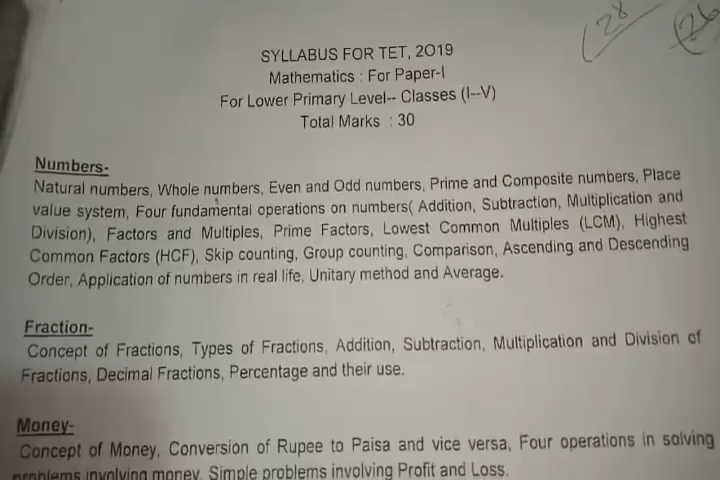 28
26
SYLLABUS FOR TET, 2019
Mathematics : For Paper-I
For Lower Primary Level-- Classes (I--V)
Total Marks : 30
Numbers-
Natural numbers, Whole numbers, Even and Odd numbers, Prime and Composite numbers, Place
value system, Four fundamental operations on numbers( Addition, Subtraction, Multiplication and
Division), Factors and Multiples, Prime Factors, Lowest Common Multiples (LCM), Highest
Common Factors (HCF), Skip counting, Group counting, Comparison, Ascending and Descending
Order, Application of numbers in real life, Unitary method and Average.
Fraction-
Concept of Fractions, Types of Fractions, Addition, Subtraction, Multiplication and Division of
Fractions, Decimal Fractions, Percentage and their use.
Money-
Concept of Money, Conversion of Rupee to Paisa and vice versa, Four operations in solving
problems involving money, Simple problems involving Profit and Loss.